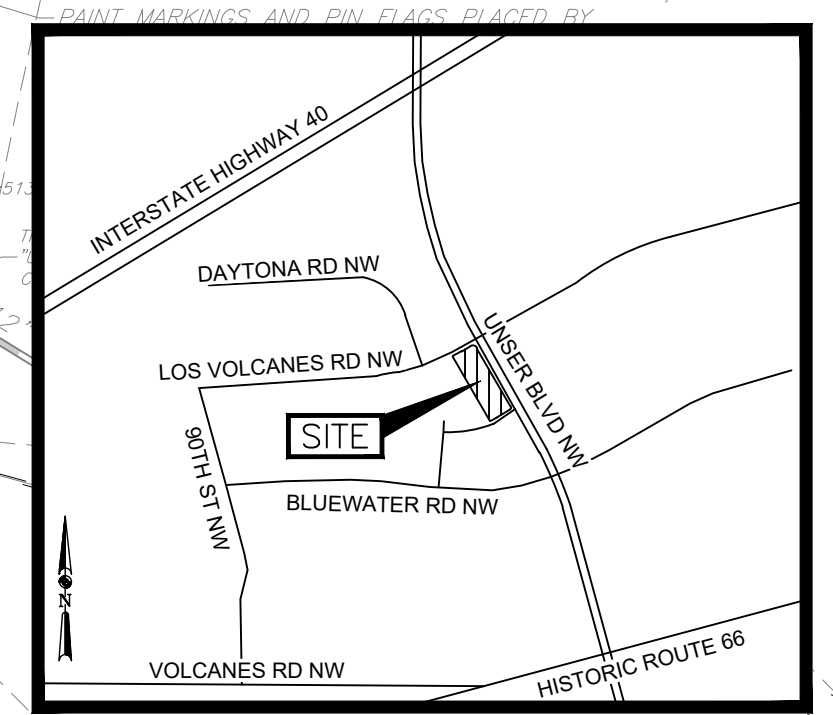 PAINT MARKINGS AND PIN FLAGS PLACED BY
INTERSTATE HIGHWAY 40
DAYTONA RD NW
LOS VOLCANES RD NW
UNSER BLVD NW
SITE
90TH ST NW
BLUEWATER RD NW
N
VOLCANES RD NW
HISTORIC ROUTE 66